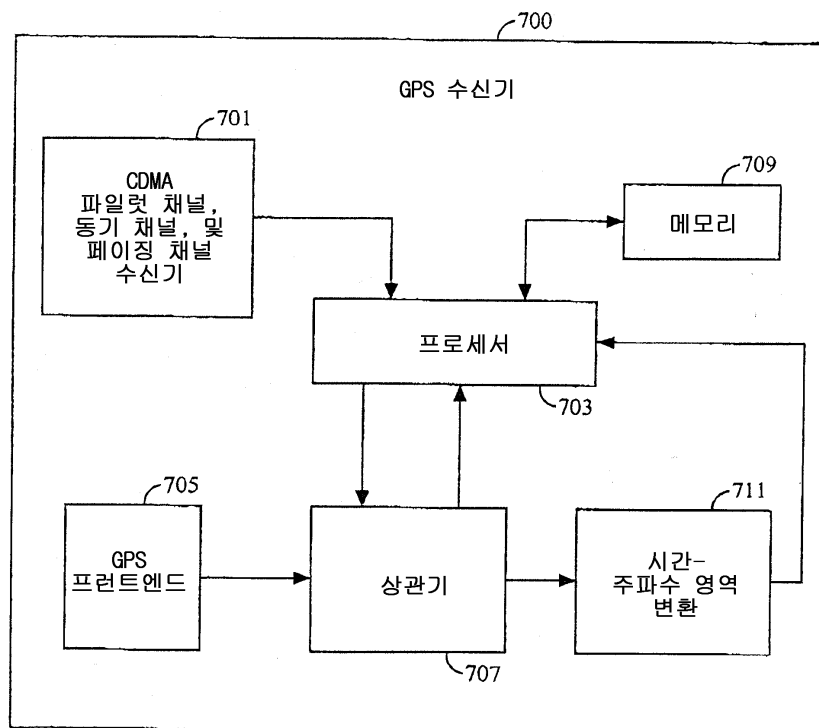 700
GPS 수신기
701
CDMA
파일럿 채널,
동기 채널, 및
페이징 채널
수신기
709
메모리
프로세서
703
705
GPS
프런트엔드
상관기
707
711
시간-
주파수 영역
변환